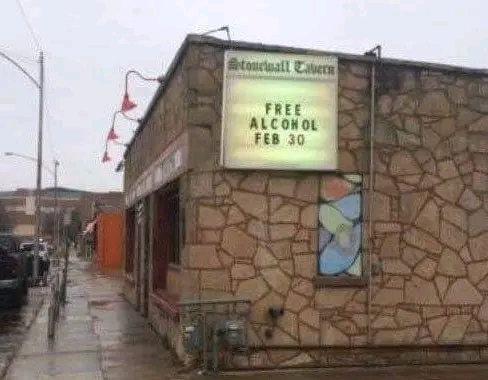 Stonewall Tavern
FREE
ALCOHOL
FEB 30